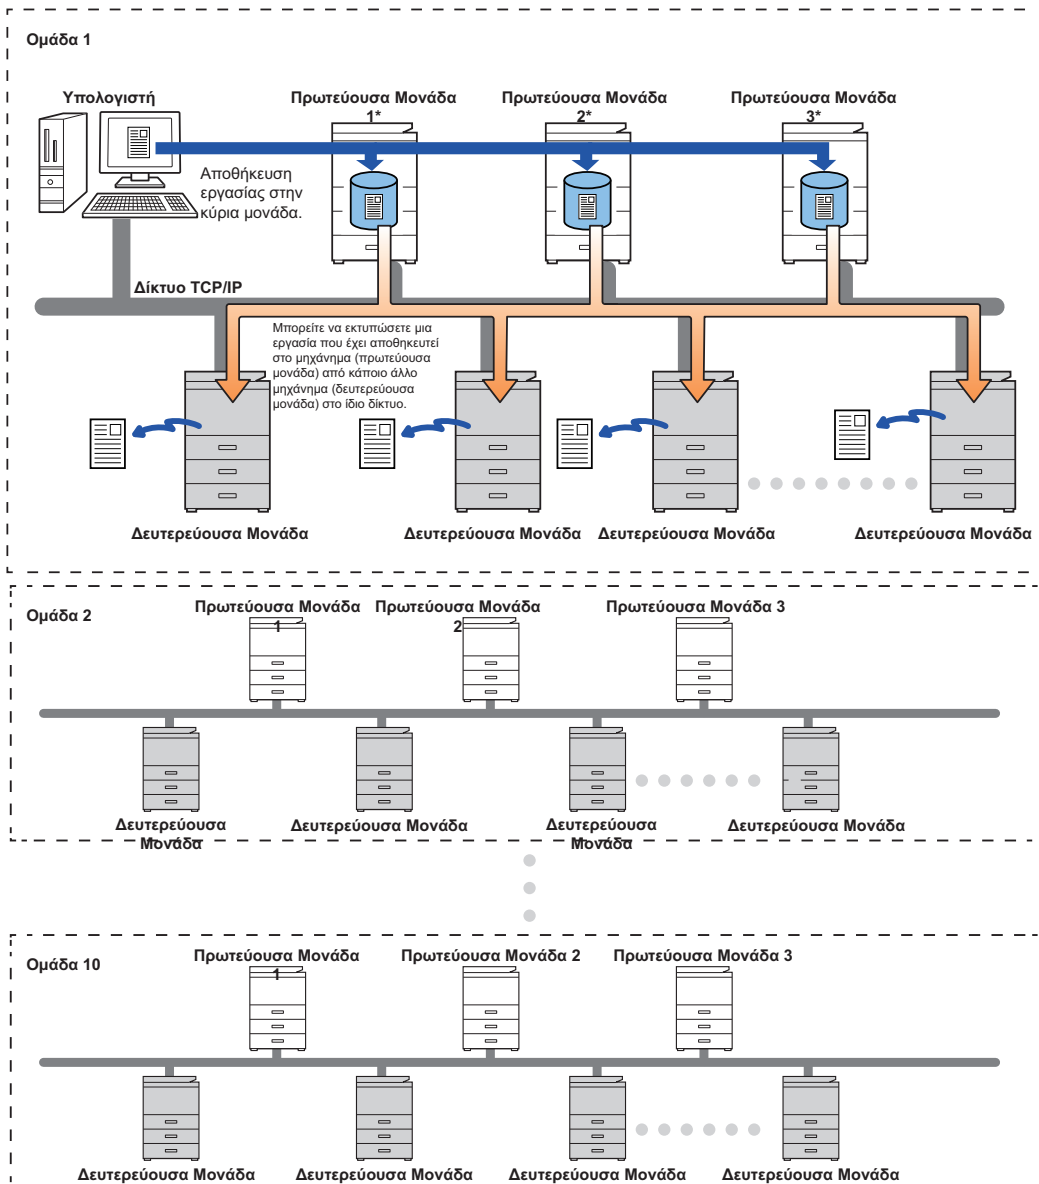 Ομάδα 1
Υπολογιστή
Πρωτεύουσα Μονάδα
1*
Πρωτεύουσα Μονάδα
2*
Πρωτεύουσα Μονάδα
3*
Αποθήκευση
εργασίας στην
κύρια μονάδα.
Δίκτυο TCP/IP
Μπορείτε να εκτυπώσετε μια
εργασία που έχει αποθηκευτεί
στο μηχάνημα (πρωτεύουσα
μονάδα) από κάποιο άλλο
μηχάνημα (δευτερεύουσα
μονάδα) στο ίδιο δίκτυο.
Δευτερεύουσα Μονάδα
Δευτερεύουσα Μονάδα
Δευτερεύουσα Μονάδα
Δευτερεύουσα Μονάδα
Ομάδα 2
Πρωτεύουσα Μονάδα
1
Πρωτεύουσα Μονάδα
2
Πρωτεύουσα Μονάδα 3
Δευτερεύουσα
Μονάδα
Δευτερεύουσα Μονάδα
Δευτερεύουσα
Μονάδα
Δευτερεύουσα Μονάδα
Ομάδα 10
Πρωτεύουσα Μονάδα
1
Πρωτεύουσα Μονάδα 2
Πρωτεύουσα Μονάδα 3
Δευτερεύουσα Μονάδα
Δευτερεύουσα Μονάδα
Δευτερεύουσα Μονάδα
Δευτερεύουσα Μονάδα